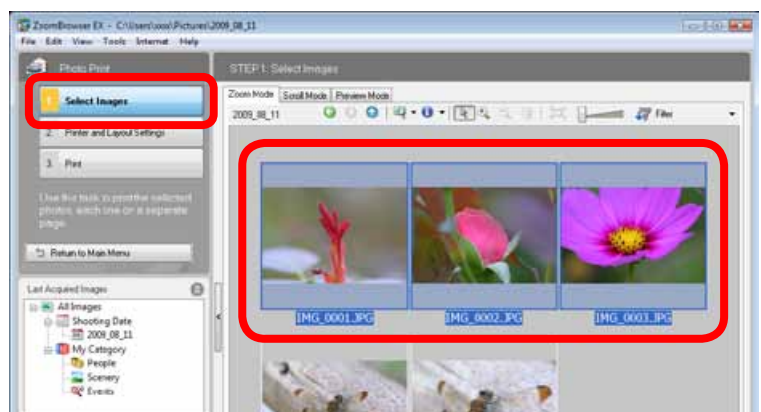 ZoomBrowser EX - C:\Users\xxx\Pictures\2009_08_11
File Edit View Tools Internet Help
Photo Print
STEP1: Select Images
1. Select Images
Zoom Mode Scroll Mode Preview Mode
2009_08_11
Filter
2. Printer and Layout Settings
3. Print
Use this task to print the selected
photos, each one on a separate
page.
Return to Main Menu
Last Acquired Images
All Images
Shooting Date
2009_08_11
My Category
People
Scenery
Events
IMG_0001.JPG
IMG_0002.JPG
IMG_0003.JPG